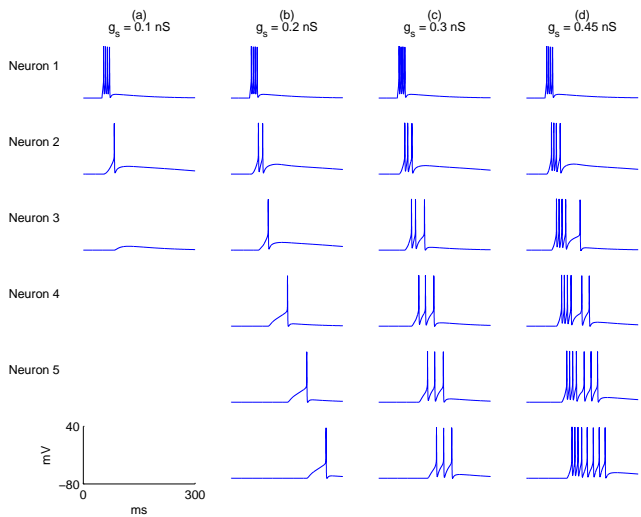 (a) (b) (c) (d)
g_s = 0.1 nS g_s = 0.2 nS g_s = 0.3 nS g_s = 0.45 nS
Neuron 1
Neuron 2
Neuron 3
Neuron 4
Neuron 5
40
mV
−80
0 300
ms